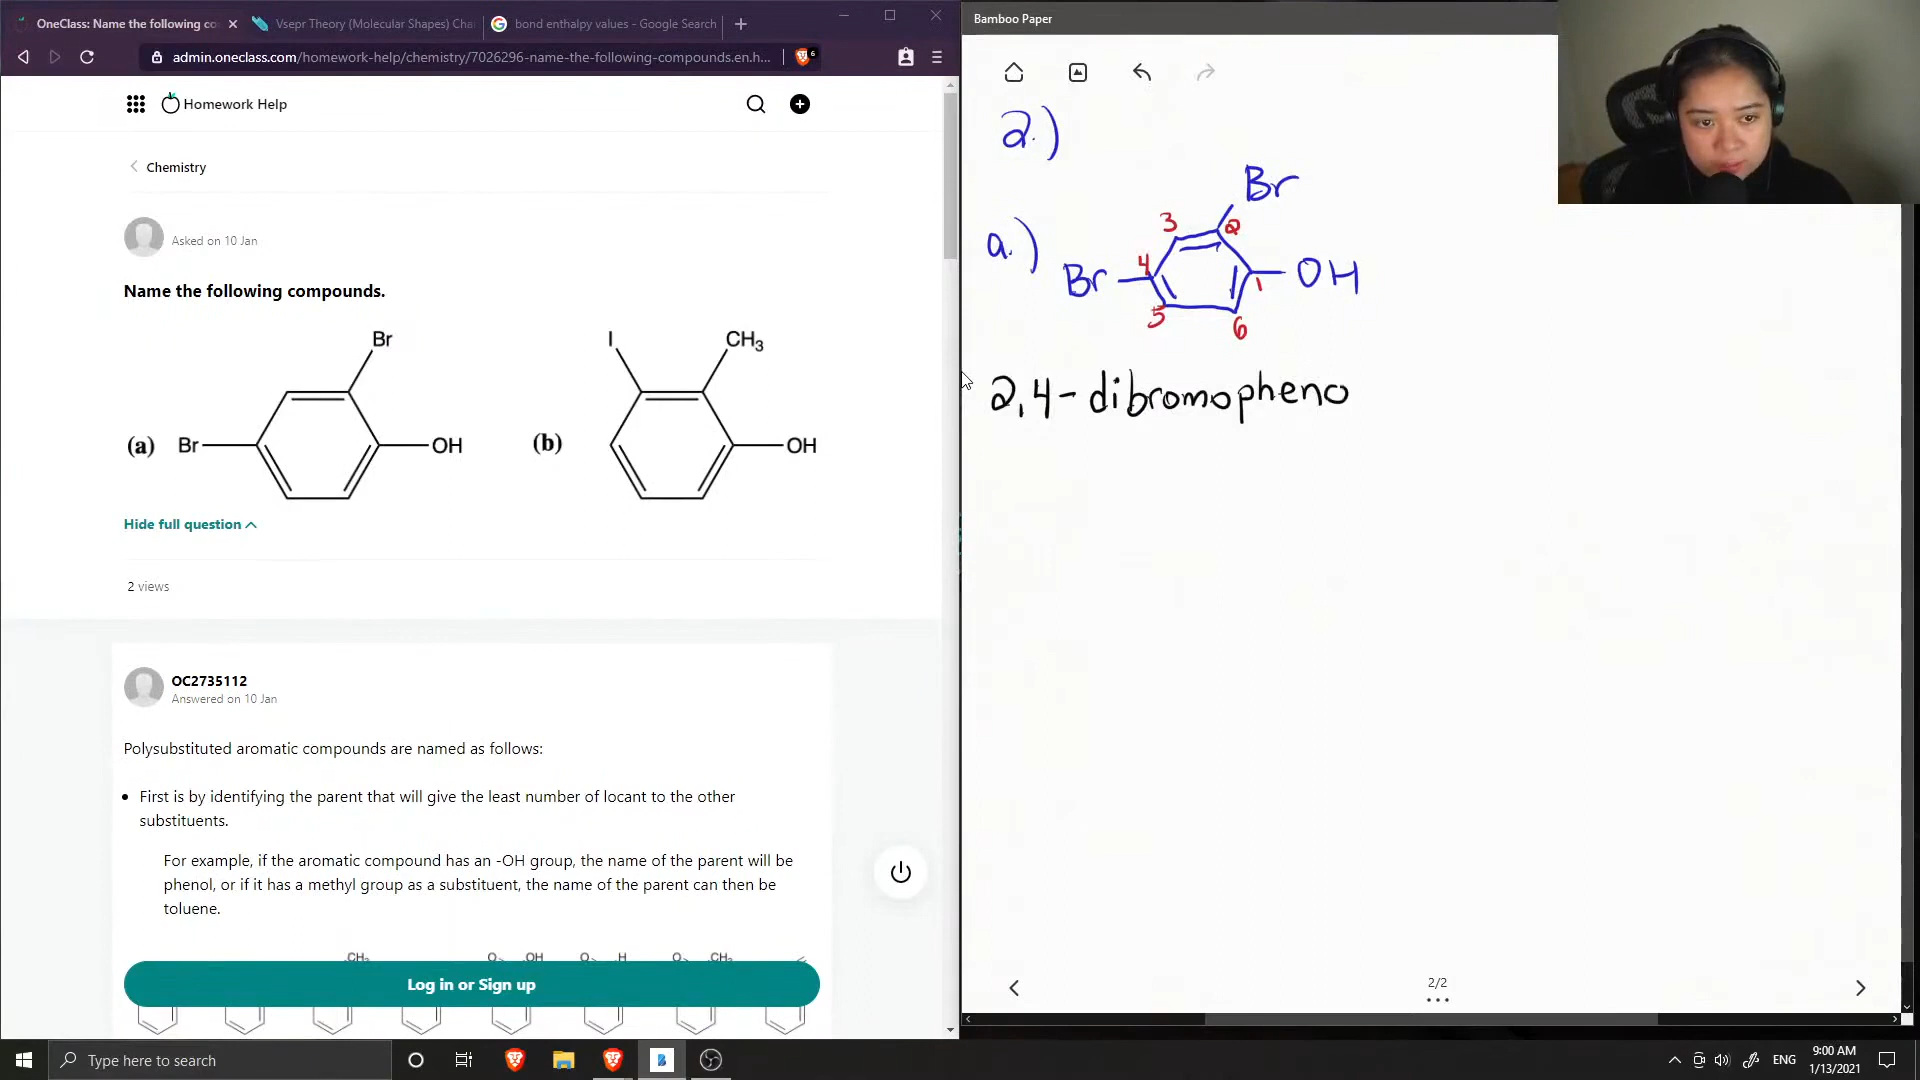 OneClass: Name the following co
Vsepr Theory (Molecular Shapes) Cha
bond enthalpy values - Google Search
admin.oneclass.com/homework-help/chemistry/7026296-name-the-following-compounds.en.h...
6
Homework Help
Chemistry
Asked on 10 Jan
Name the following compounds.
(a) Br Br OH
(b) I CH3 OH
Hide full question
2 views
OC2735112
Answered on 10 Jan
Polysubstituted aromatic compounds are named as follows:
• First is by identifying the parent that will give the least number of locant to the other
substituents.
For example, if the aromatic compound has an -OH group, the name of the parent will be
phenol, or if it has a methyl group as a substituent, the name of the parent can then be
toluene.
CH3 O OH O H O CH3
Log in or Sign up
Bamboo Paper
2.)
Br
3 2
a.) Br 4 1 OH
5 6
2,4-dibromopheno
2/2
Type here to search
B
ENG
9:00 AM
1/13/2021